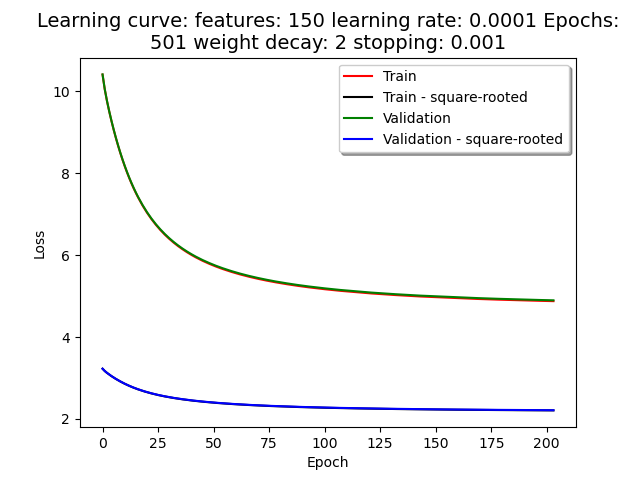 Learning curve: features: 150 learning rate: 0.0001 Epochs:
501 weight decay: 2 stopping: 0.001
Train
Train - square-rooted
Validation
Validation - square-rooted
10
8
6
4
2
Loss
0
25
50
75
100
125
150
175
200
Epoch